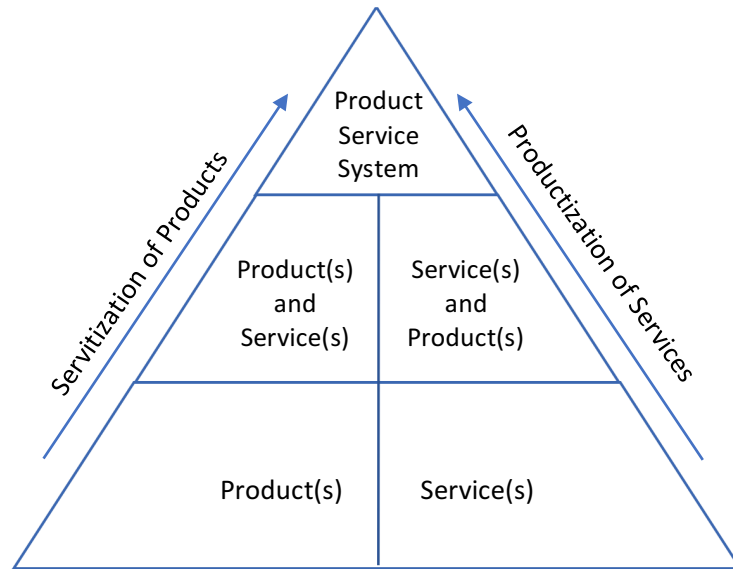 Product
Service
System
Servitization of Products
Productization of Services
Product(s)
and
Service(s)
Service(s)
and
Product(s)
Product(s)
Service(s)